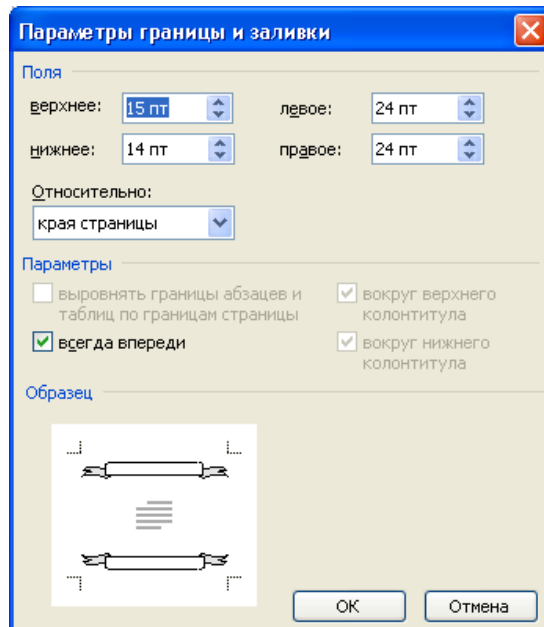 Параметры границы и заливки
Поля
верхнее: 15 пт левое: 24 пт
нижнее: 14 пт правое: 24 пт
Относительно:
края страницы
Параметры
выровнять границы абзацев и вокруг верхнего
таблиц по границам страницы колонтитула
всегда впереди вокруг нижнего
колонтитула
Образец
ОК Отмена